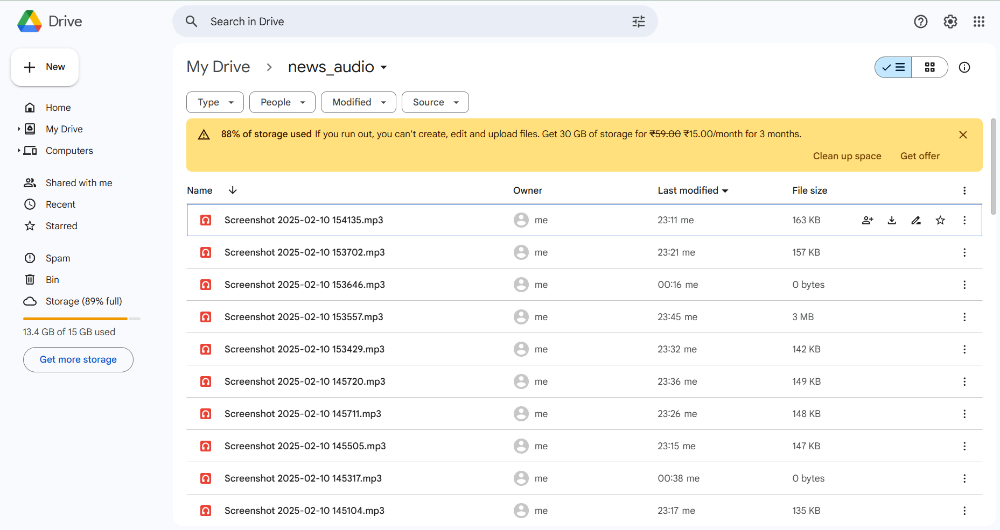 Drive
Search in Drive
New
Home
My Drive
Computers
Shared with me
Recent
Starred
Spam
Bin
Storage (89% full)
13.4 GB of 15 GB used
Get more storage
My Drive > news_audio
Type People Modified Source
88% of storage used If you run out, you can't create, edit and upload files. Get 30 GB of storage for ₹59.00 ₹15.00/month for 3 months.
Clean up space Get offer
Name Owner Last modified File size
Screenshot 2025-02-10 154135.mp3 me 23:11 me 163 KB
Screenshot 2025-02-10 153702.mp3 me 23:21 me 157 KB
Screenshot 2025-02-10 153646.mp3 me 00:16 me 0 bytes
Screenshot 2025-02-10 153557.mp3 me 23:45 me 3 MB
Screenshot 2025-02-10 153429.mp3 me 23:32 me 142 KB
Screenshot 2025-02-10 145720.mp3 me 23:36 me 149 KB
Screenshot 2025-02-10 145711.mp3 me 23:26 me 148 KB
Screenshot 2025-02-10 145505.mp3 me 23:15 me 147 KB
Screenshot 2025-02-10 145317.mp3 me 00:38 me 0 bytes
Screenshot 2025-02-10 145104.mp3 me 23:17 me 135 KB